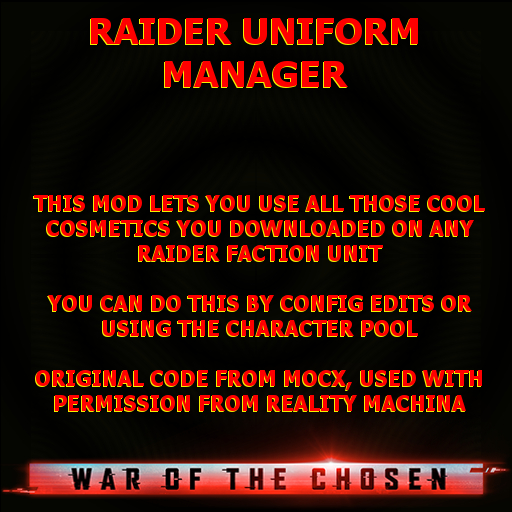 RAIDER UNIFORM
MANAGER
THIS MOD LETS YOU USE ALL THOSE COOL
COSMETICS YOU DOWNLOADED ON ANY
RAIDER FACTION UNIT
YOU CAN DO THIS BY CONFIG EDITS OR
USING THE CHARACTER POOL
ORIGINAL CODE FROM MOCX, USED WITH
PERMISSION FROM REALITY MACHINA
WAR OF THE CHOSEN